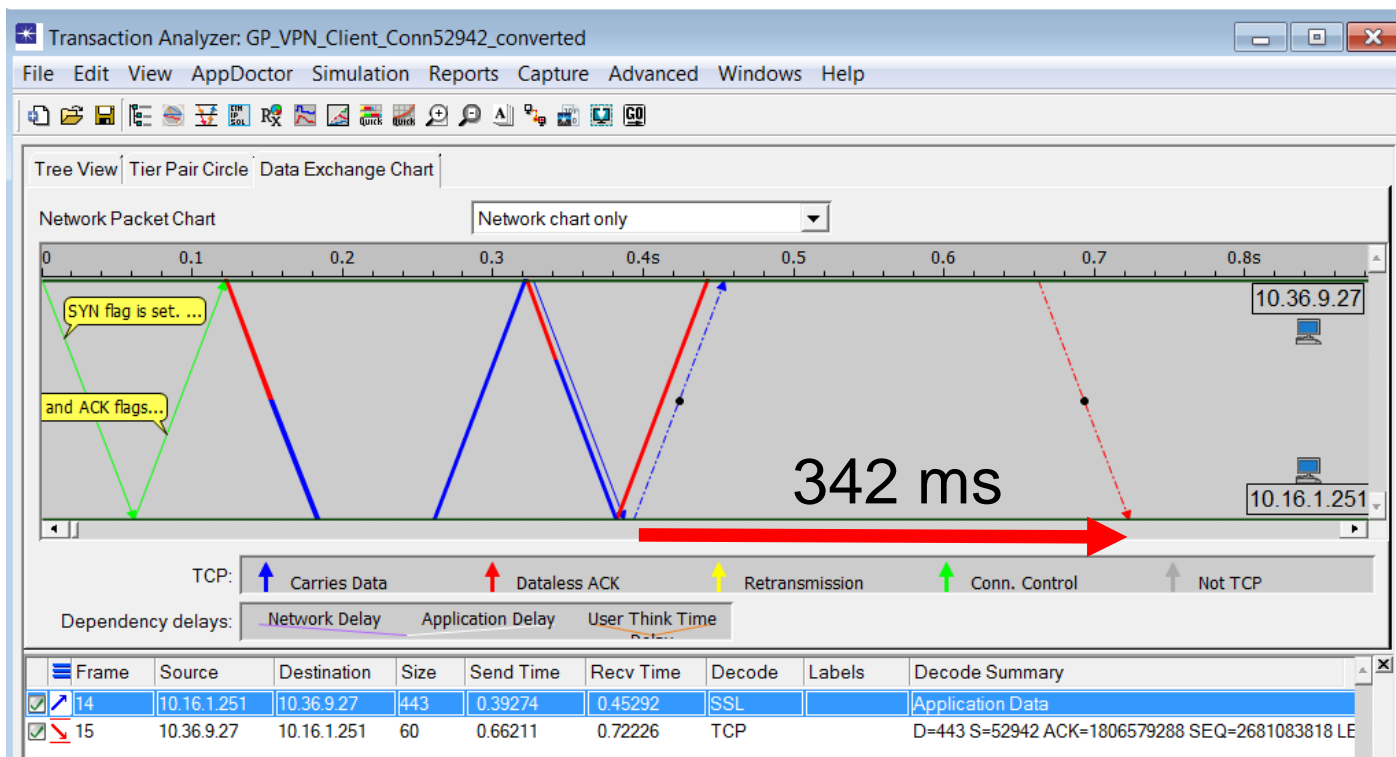 Transaction Analyzer: GP_VPN_Client_Conn52942_converted
File Edit View AppDoctor Simulation Reports Capture Advanced Windows Help
Tree View Tier Pair Circle Data Exchange Chart
Network Packet Chart Network chart only
0 0.1 0.2 0.3 0.4s 0.5 0.6 0.7 0.8s
10.36.9.27
SYN flag is set. ...
and ACK flags...
342 ms
10.16.1.251
TCP: Carries Data Dataless ACK Retransmission Conn. Control Not TCP
Dependency delays: Network Delay Application Delay User Think Time
Frame Source Destination Size Send Time Recv Time Decode Labels Decode Summary
14 10.16.1.251 10.36.9.27 443 0.39274 0.45292 SSL Application Data
15 10.36.9.27 10.16.1.251 60 0.66211 0.72226 TCP D=443 S=52942 ACK=1806579288 SEQ=2681083818 LE